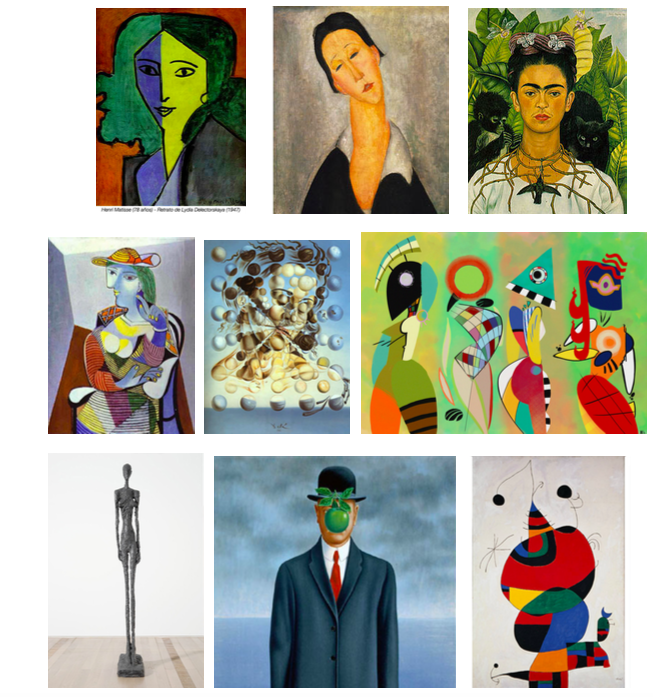 Henri Matisse (78 años) - Retrato de Lydia Delectorskaya (1947)